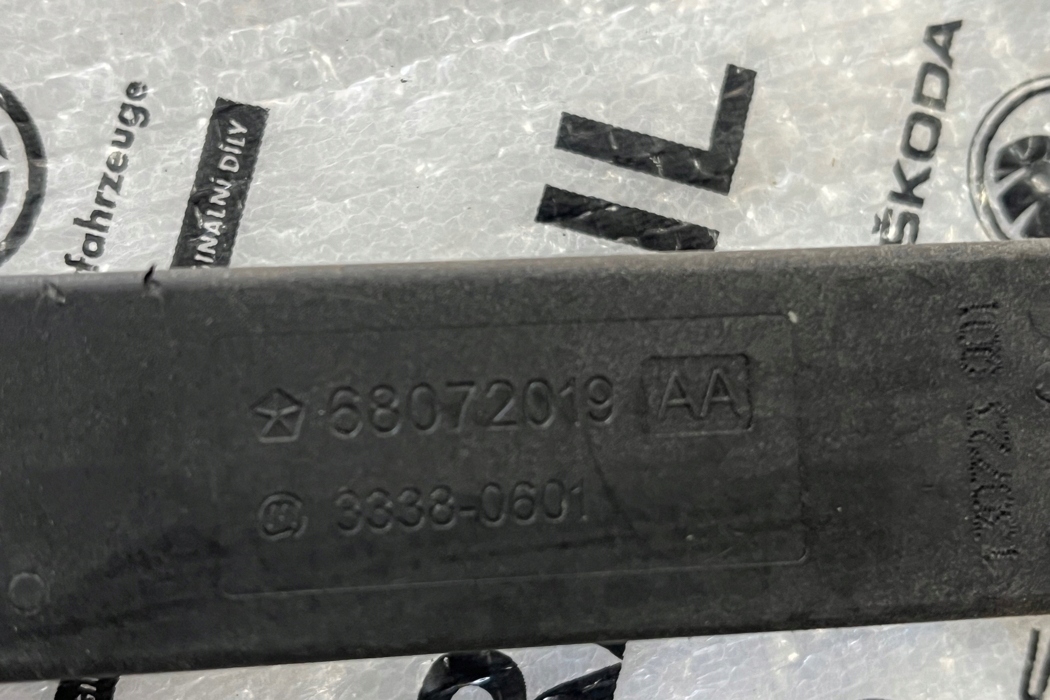 fahrzeuge
INÁLNÍ DÍLY
ŠKODA
68072019 AA
3338-0601